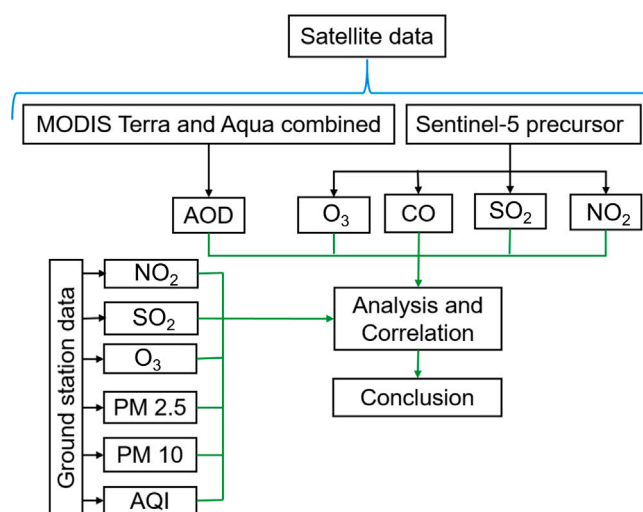 Satellite data
MODIS Terra and Aqua combined
Sentinel-5 precursor
AOD
O₃
CO
SO₂
NO₂
Ground station data
NO₂
SO₂
O₃
PM 2.5
PM 10
AQI
Analysis and
Correlation
Conclusion